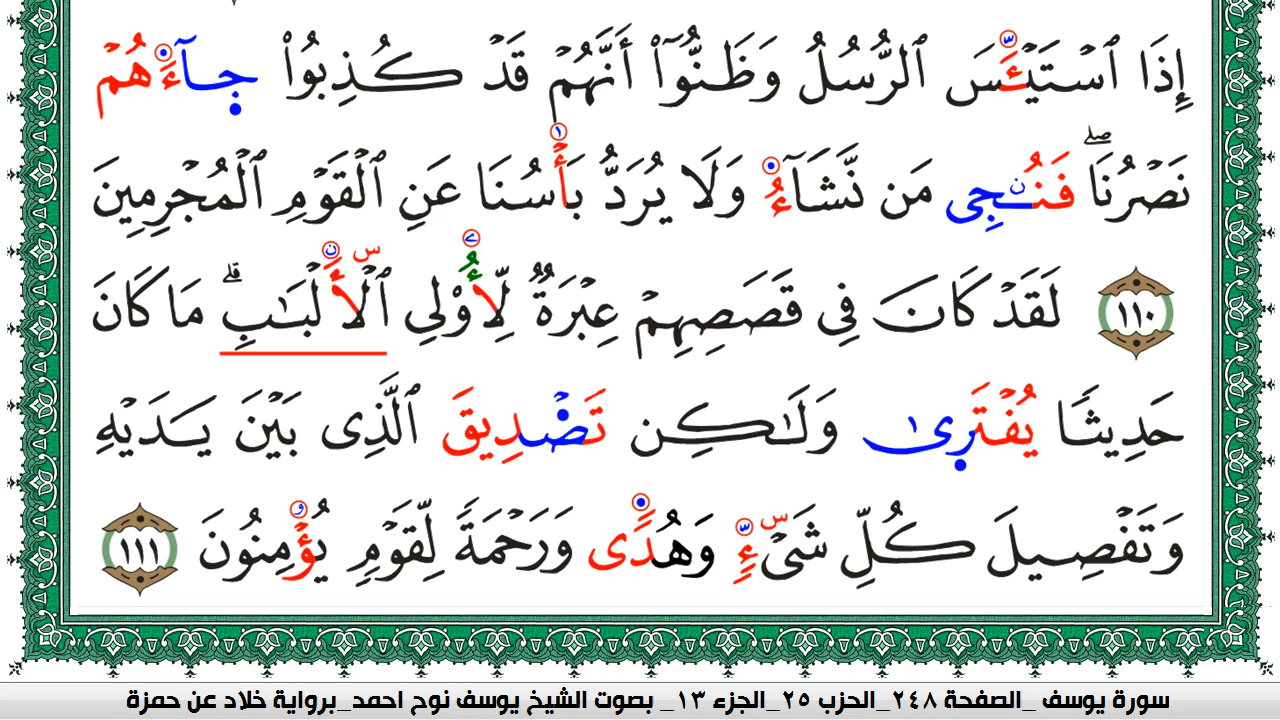 إِذَا ٱسۡتَيۡـَٔسَ ٱلرُّسُلُ وَظَنُّوٓاْ أَنَّهُمۡ قَدۡ كُذِبُواْ جَآءَهُمۡ
نَصۡرُنَاۖ فَنُـۨجِي مَن نَّشَآءُۖ وَلَا يُرَدُّ بَأۡسُنَا عَنِ ٱلۡقَوۡمِ ٱلۡمُجۡرِمِينَ
١١٠ لَقَدۡ كَانَ فِي قَصَصِهِمۡ عِبۡرَةٞ لِّأُوْلِي ٱلۡأَلۡبَٰبِۗ مَا كَانَ
حَدِيثٗا يُفۡتَرَىٰ وَلَٰكِن تَصۡدِيقَ ٱلَّذِي بَيۡنَ يَدَيۡهِ
وَتَفۡصِيلَ كُلِّ شَيۡءٖ وَهُدٗى وَرَحۡمَةٗ لِّقَوۡمٖ يُؤۡمِنُونَ ١١١
سورة يوسف _الصفحة ٢٤٨_الحزب ٢٥_الجزء ١٣_ بصوت الشيخ يوسف نوح احمد_برواية خلاد عن حمزة